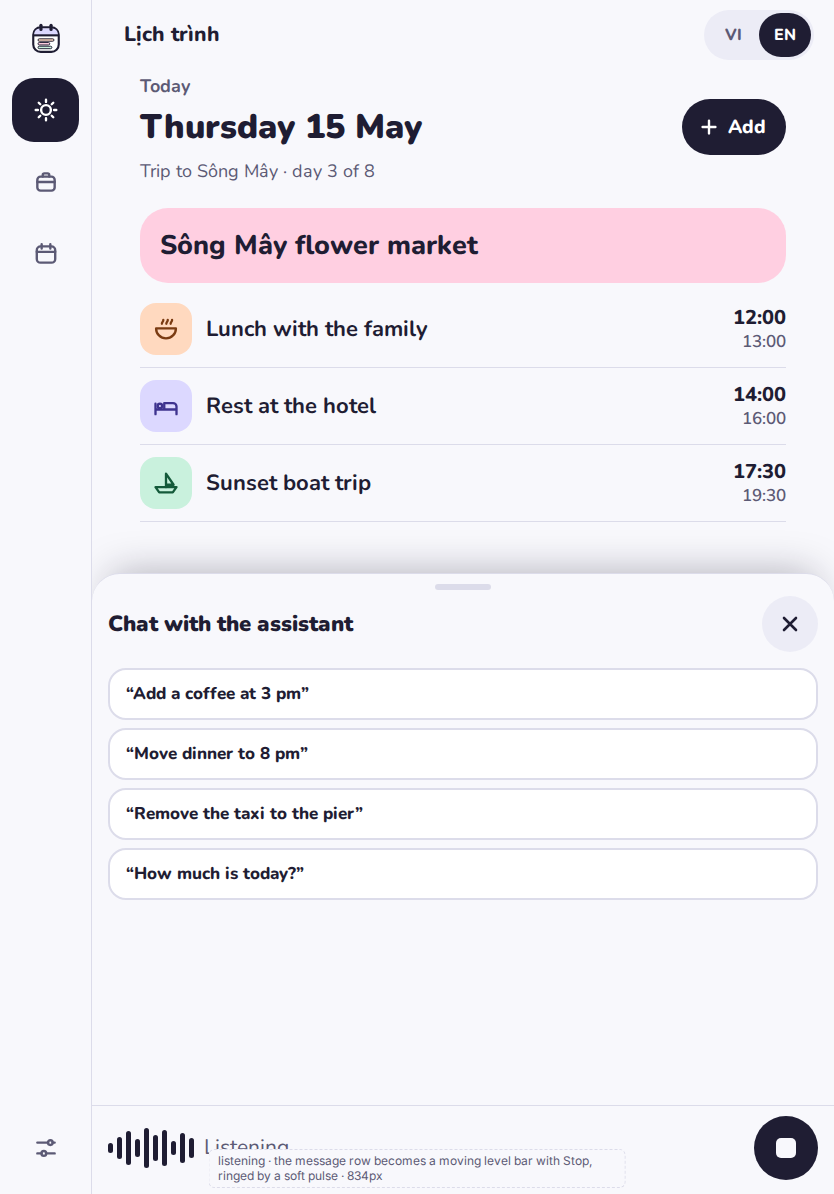 Lịch trình
VI EN
Today
Thursday 15 May
Add
Trip to Sông Mây · day 3 of 8
Sông Mây flower market
Lunch with the family
12:00
13:00
Rest at the hotel
14:00
16:00
Sunset boat trip
17:30
19:30
Chat with the assistant
“Add a coffee at 3 pm”
“Move dinner to 8 pm”
“Remove the taxi to the pier”
“How much is today?”
Listening
listening · the message row becomes a moving level bar with Stop,
ringed by a soft pulse · 834px